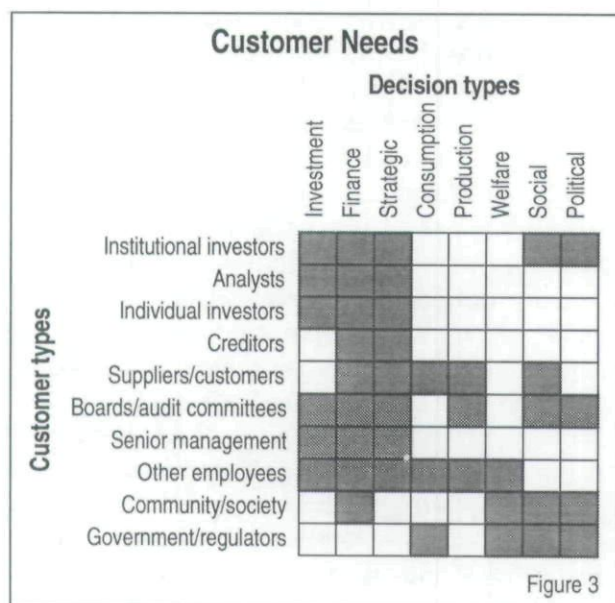 Customer Needs
Decision types
Investment
Finance
Strategic
Consumption
Production
Welfare
Social
Political
Customer types
Institutional investors
Analysts
Individual investors
Creditors
Suppliers/customers
Boards/audit committees
Senior management
Other employees
Community/society
Government/regulators
Figure 3